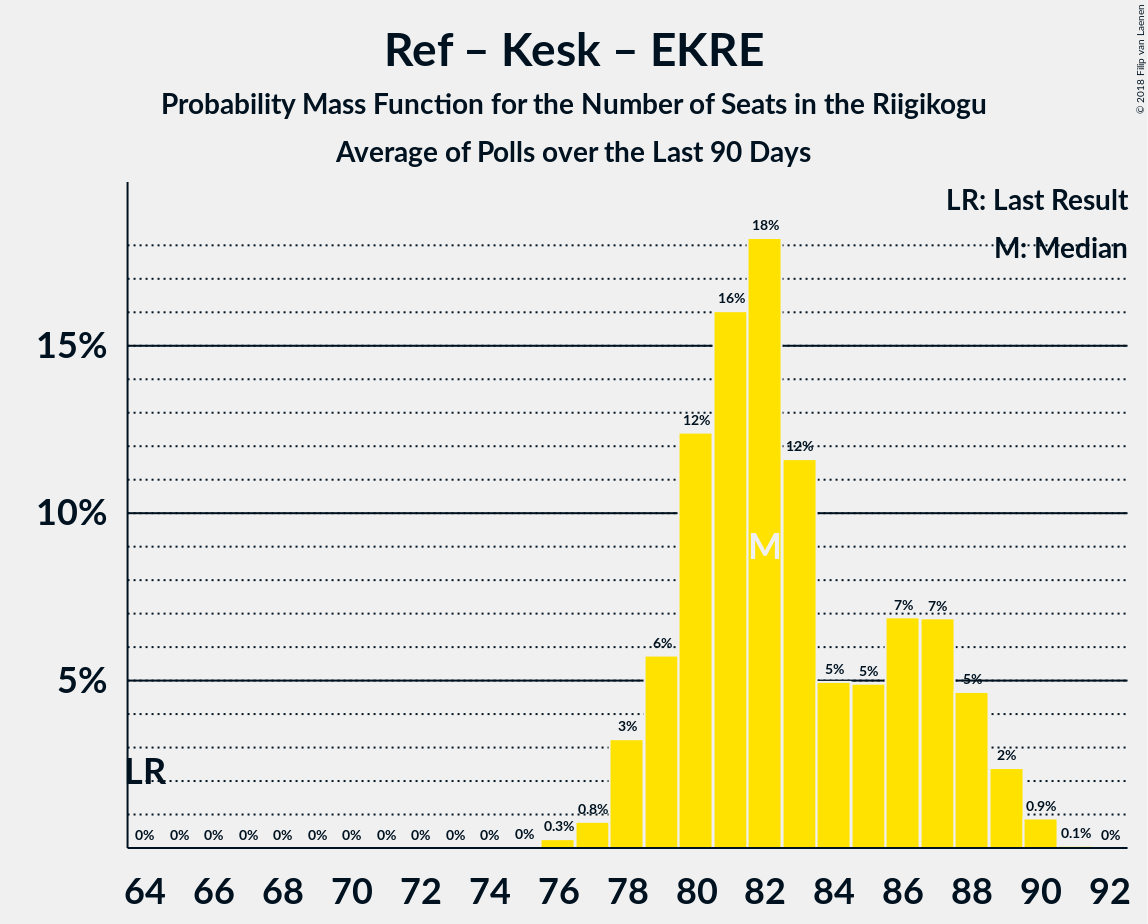 Ref – Kesk – EKRE
Probability Mass Function for the Number of Seats in the Riigikogu
Average of Polls over the Last 90 Days
© 2018 Filip van Laenen
LR: Last Result
M: Median
15%
10%
5%
LR
M
0% 0% 0% 0% 0% 0% 0% 0% 0% 0% 0% 0% 0.3% 0.8% 3% 6% 12% 16% 18% 12% 5% 5% 7% 7% 5% 2% 0.9% 0.1% 0%
64 66 68 70 72 74 76 78 80 82 84 86 88 90 92